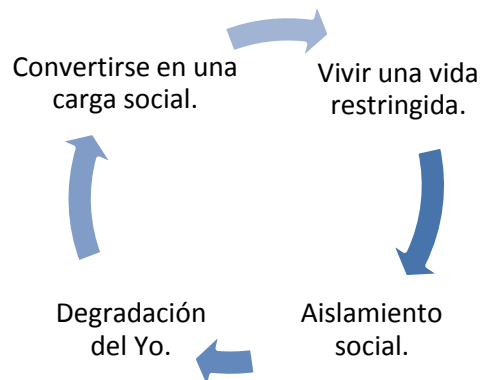 Convertirse en una
carga social.
Vivir una vida
restringida.
Aislamiento
social.
Degradación
del Yo.